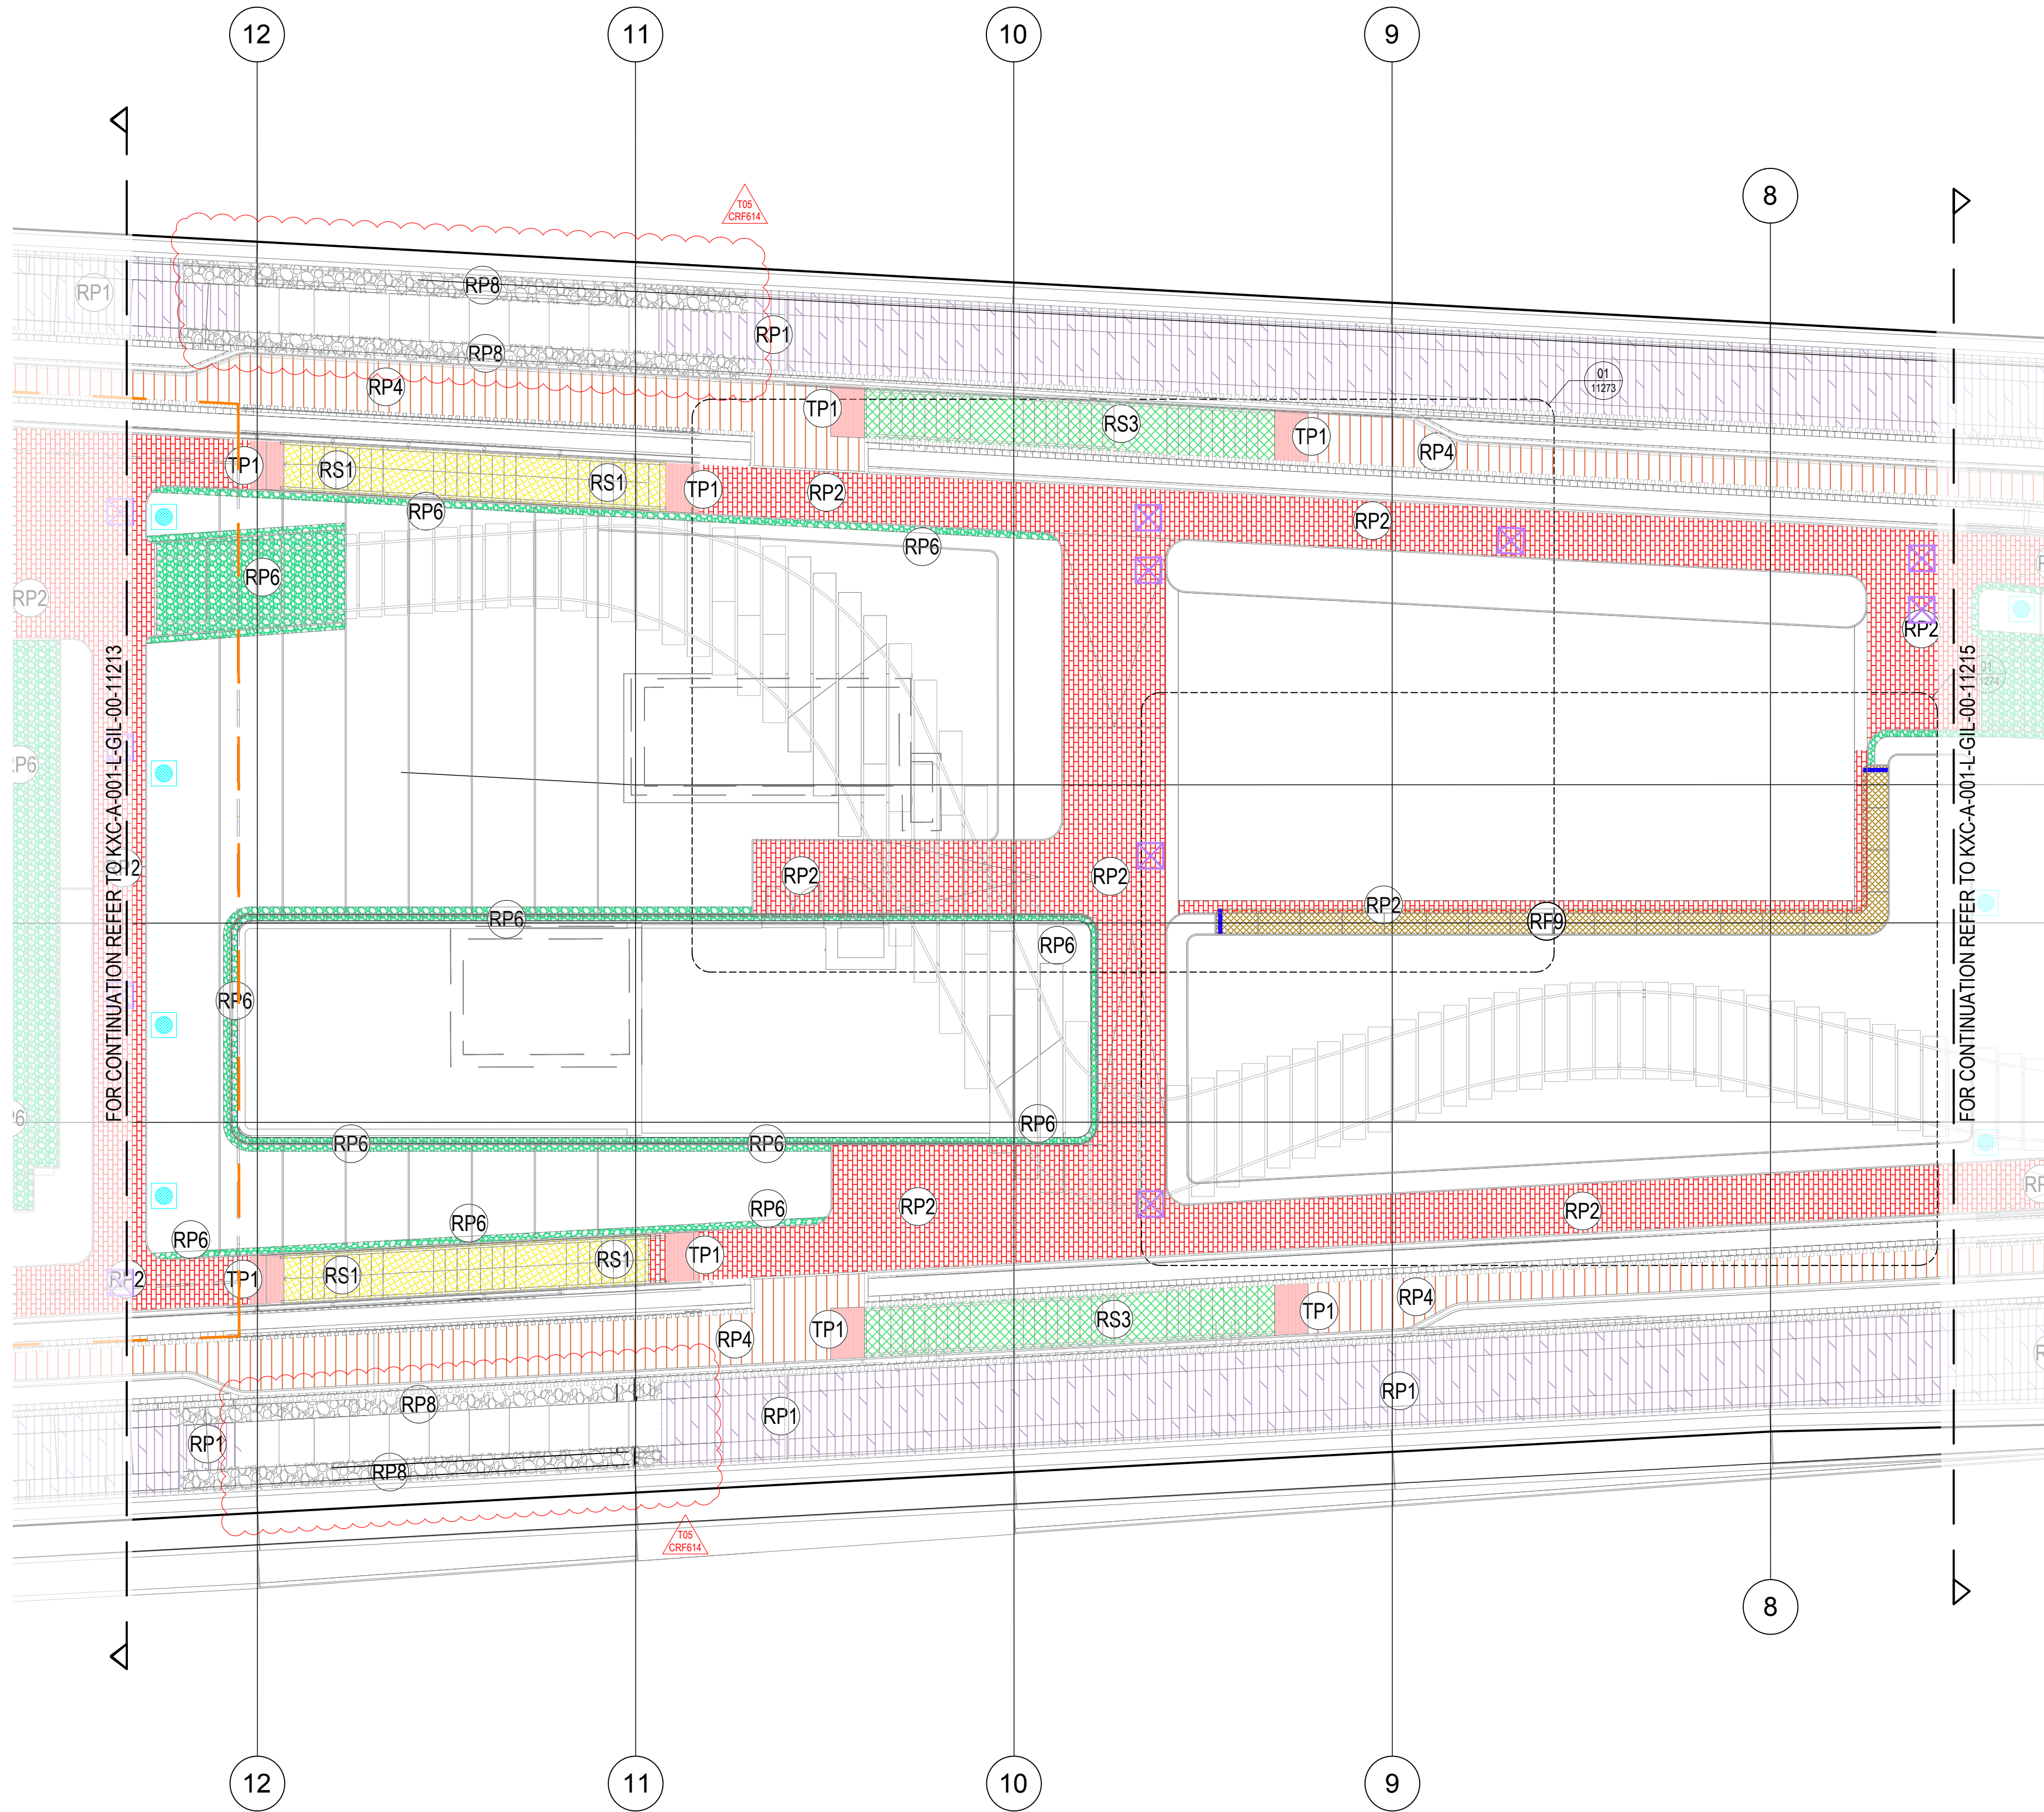 12
11
10
9
8
T05
CRF614
RP1
RP8
RP1
RP8
RP4
01
11273
TP1
RS3
TP1
RP4
TP1
RS1
RS1
TP1
RP2
RP2
RP6
RP6
RP6
RP2
RP2
01
FOR CONTINUATION REFER TO KXC-A-001-L-GIL-00-11213
FOR CONTINUATION REFER TO KXC-A-001-L-GIL-00-11215
RP2
RP2
RP2
RP6
RP2
RF9
RP6
RP6
RP6
RP6
RP6
RP6
RP2
RP2
RP6
RP6
RS1
TP1
TP1
RS1
RP4
TP1
RS3
TP1
RP4
RP1
RP8
RP1
RP1
RP8
T05
CRF614
8
12
11
10
9